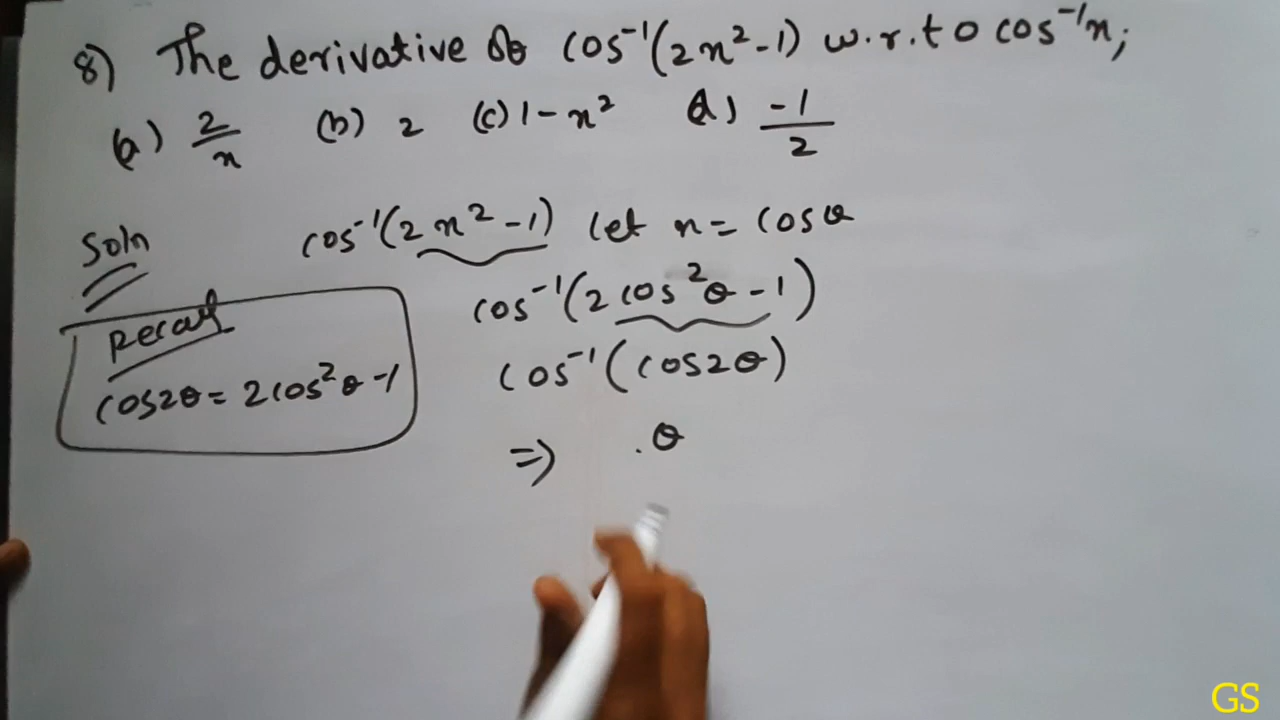 8) The derivative of cos⁻¹(2x²-1) w.r.to cos⁻¹x;
(a) 2/x (b) 2 (c) 1-x² (d) -1/2
Soln cos⁻¹(2x²-1) let x = cosθ
cos⁻¹(2cos²θ-1)
Recall
cos⁻¹(cos2θ)
cos2θ = 2cos²θ-1
⇒ θ
GS